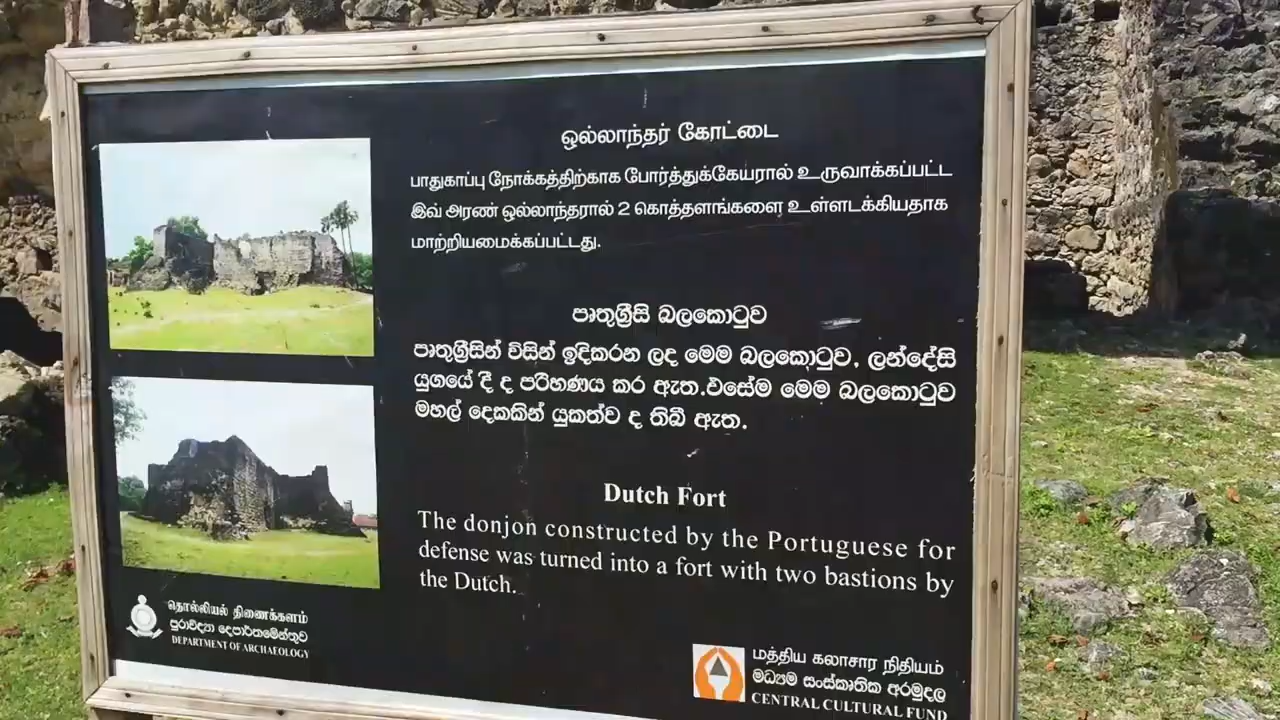 ஒல்லாந்தர் கோட்டை
பாதுகாப்பு நோக்கத்திற்காக போர்த்துக்கேயரால் உருவாக்கப்பட்ட
இவ் அரண் ஒல்லாந்தரால் 2 கொத்தளங்களை உள்ளடக்கியதாக
மாற்றியமைக்கப்பட்டது.
පෘතුග්‍රීසි බලකොටුව
පෘතුග්‍රීසින් විසින් ඉදිකරන ලද මෙම බලකොටුව, ලන්දේසි
යුගයේ දී ද පරිහණය කර ඇත.එසේම මෙම බලකොටුව
මහල් දෙකකින් යුකත්ව ද තිබී ඇත.
Dutch Fort
The donjon constructed by the Portuguese for
defense was turned into a fort with two bastions by
the Dutch.
தொல்லியல் திணைக்களம்
පුරාවිද්‍යා දෙපාර්තමේන්තුව
DEPARTMENT OF ARCHAEOLOGY
மத்திய கலாசார நிதியம்
මධ්‍යම සංස්කෘතික අරමුදල
CENTRAL CULTURAL FUND